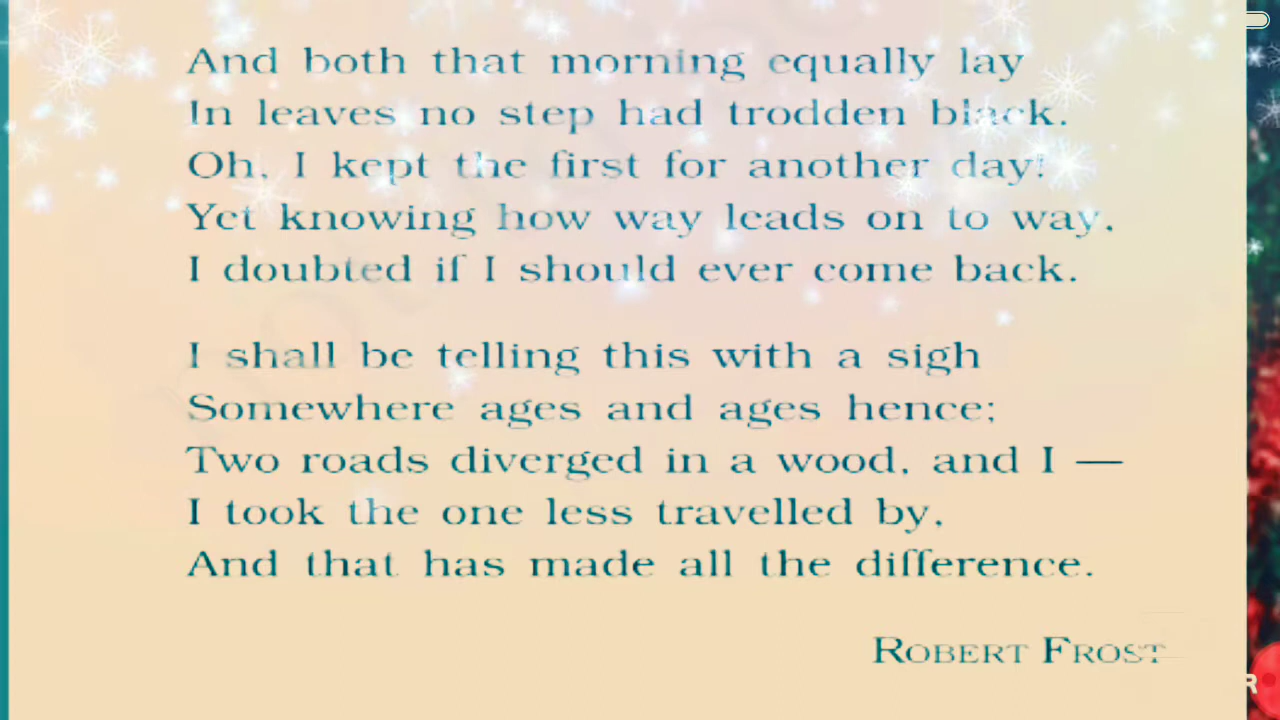 And both that morning equally lay
In leaves no step had trodden black.
Oh, I kept the first for another day!
Yet knowing how way leads on to way,
I doubted if I should ever come back.
I shall be telling this with a sigh
Somewhere ages and ages hence;
Two roads diverged in a wood, and I —
I took the one less travelled by,
And that has made all the difference.
ROBERT FROST
R